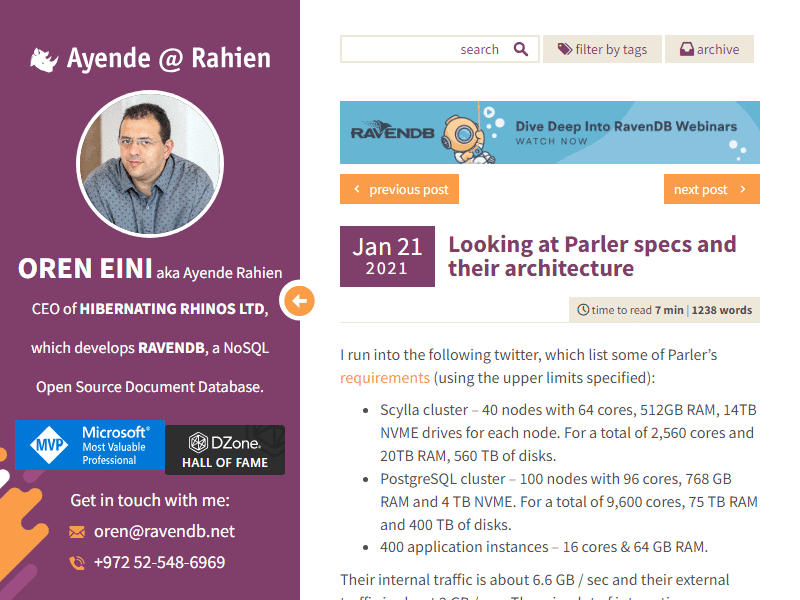 Ayende @ Rahien
OREN EINI aka Ayende Rahien
CEO of HIBERNATING RHINOS LTD,
which develops RAVENDB, a NoSQL
Open Source Document Database.
MVP
Microsoft®
Most Valuable
Professional
DZone.
HALL OF FAME
Get in touch with me:
oren@ravendb.net
+972 52-548-6969
search
filter by tags
archive
RAVENDB
Dive Deep Into RavenDB Webinars
WATCH NOW
previous post
next post
Jan 21
2021
Looking at Parler specs and
their architecture
time to read 7 min | 1238 words
I run into the following twitter, which list some of Parler’s
requirements (using the upper limits specified):
Scylla cluster – 40 nodes with 64 cores, 512GB RAM, 14TB
NVME drives for each node. For a total of 2,560 cores and
20TB RAM, 560 TB of disks.
PostgreSQL cluster – 100 nodes with 96 cores, 768 GB
RAM and 4 TB NVME. For a total of 9,600 cores, 75 TB RAM
and 400 TB of disks.
400 application instances – 16 cores & 64 GB RAM.
Their internal traffic is about 6.6 GB / sec and their external